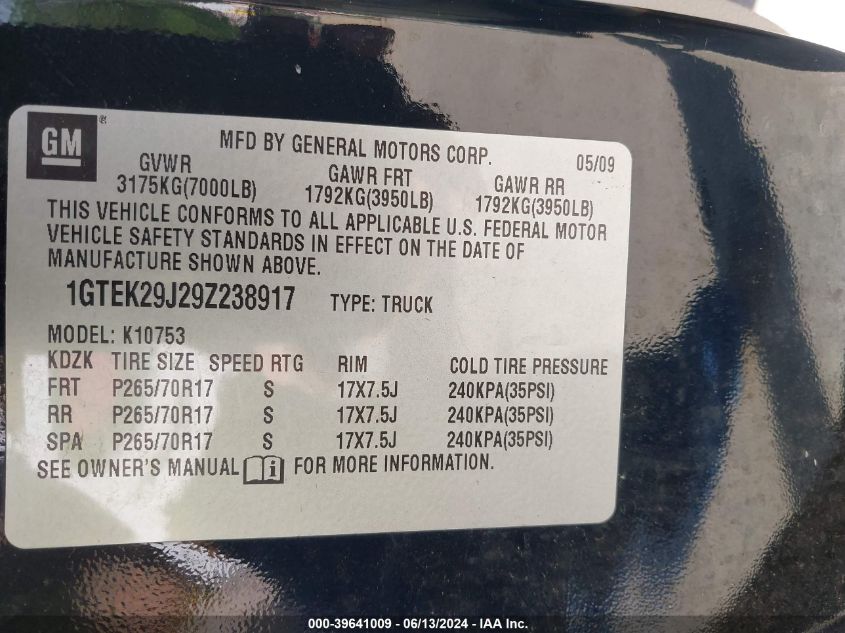 GM ®
MFD BY GENERAL MOTORS CORP. 05/09
GVWR GAWR FRT GAWR RR
3175KG(7000LB) 1792KG(3950LB) 1792KG(3950LB)
THIS VEHICLE CONFORMS TO ALL APPLICABLE U.S. FEDERAL MOTOR
VEHICLE SAFETY STANDARDS IN EFFECT ON THE DATE OF
MANUFACTURE SHOWN ABOVE.
1GTEK29J29Z238917 TYPE: TRUCK
MODEL: K10753
KDZK TIRE SIZE SPEED RTG RIM COLD TIRE PRESSURE
FRT P265/70R17 S 17X7.5J 240KPA(35PSI)
RR P265/70R17 S 17X7.5J 240KPA(35PSI)
SPA P265/70R17 S 17X7.5J 240KPA(35PSI)
SEE OWNER'S MANUAL FOR MORE INFORMATION.
000-39641009 - 06/13/2024 - IAA Inc.